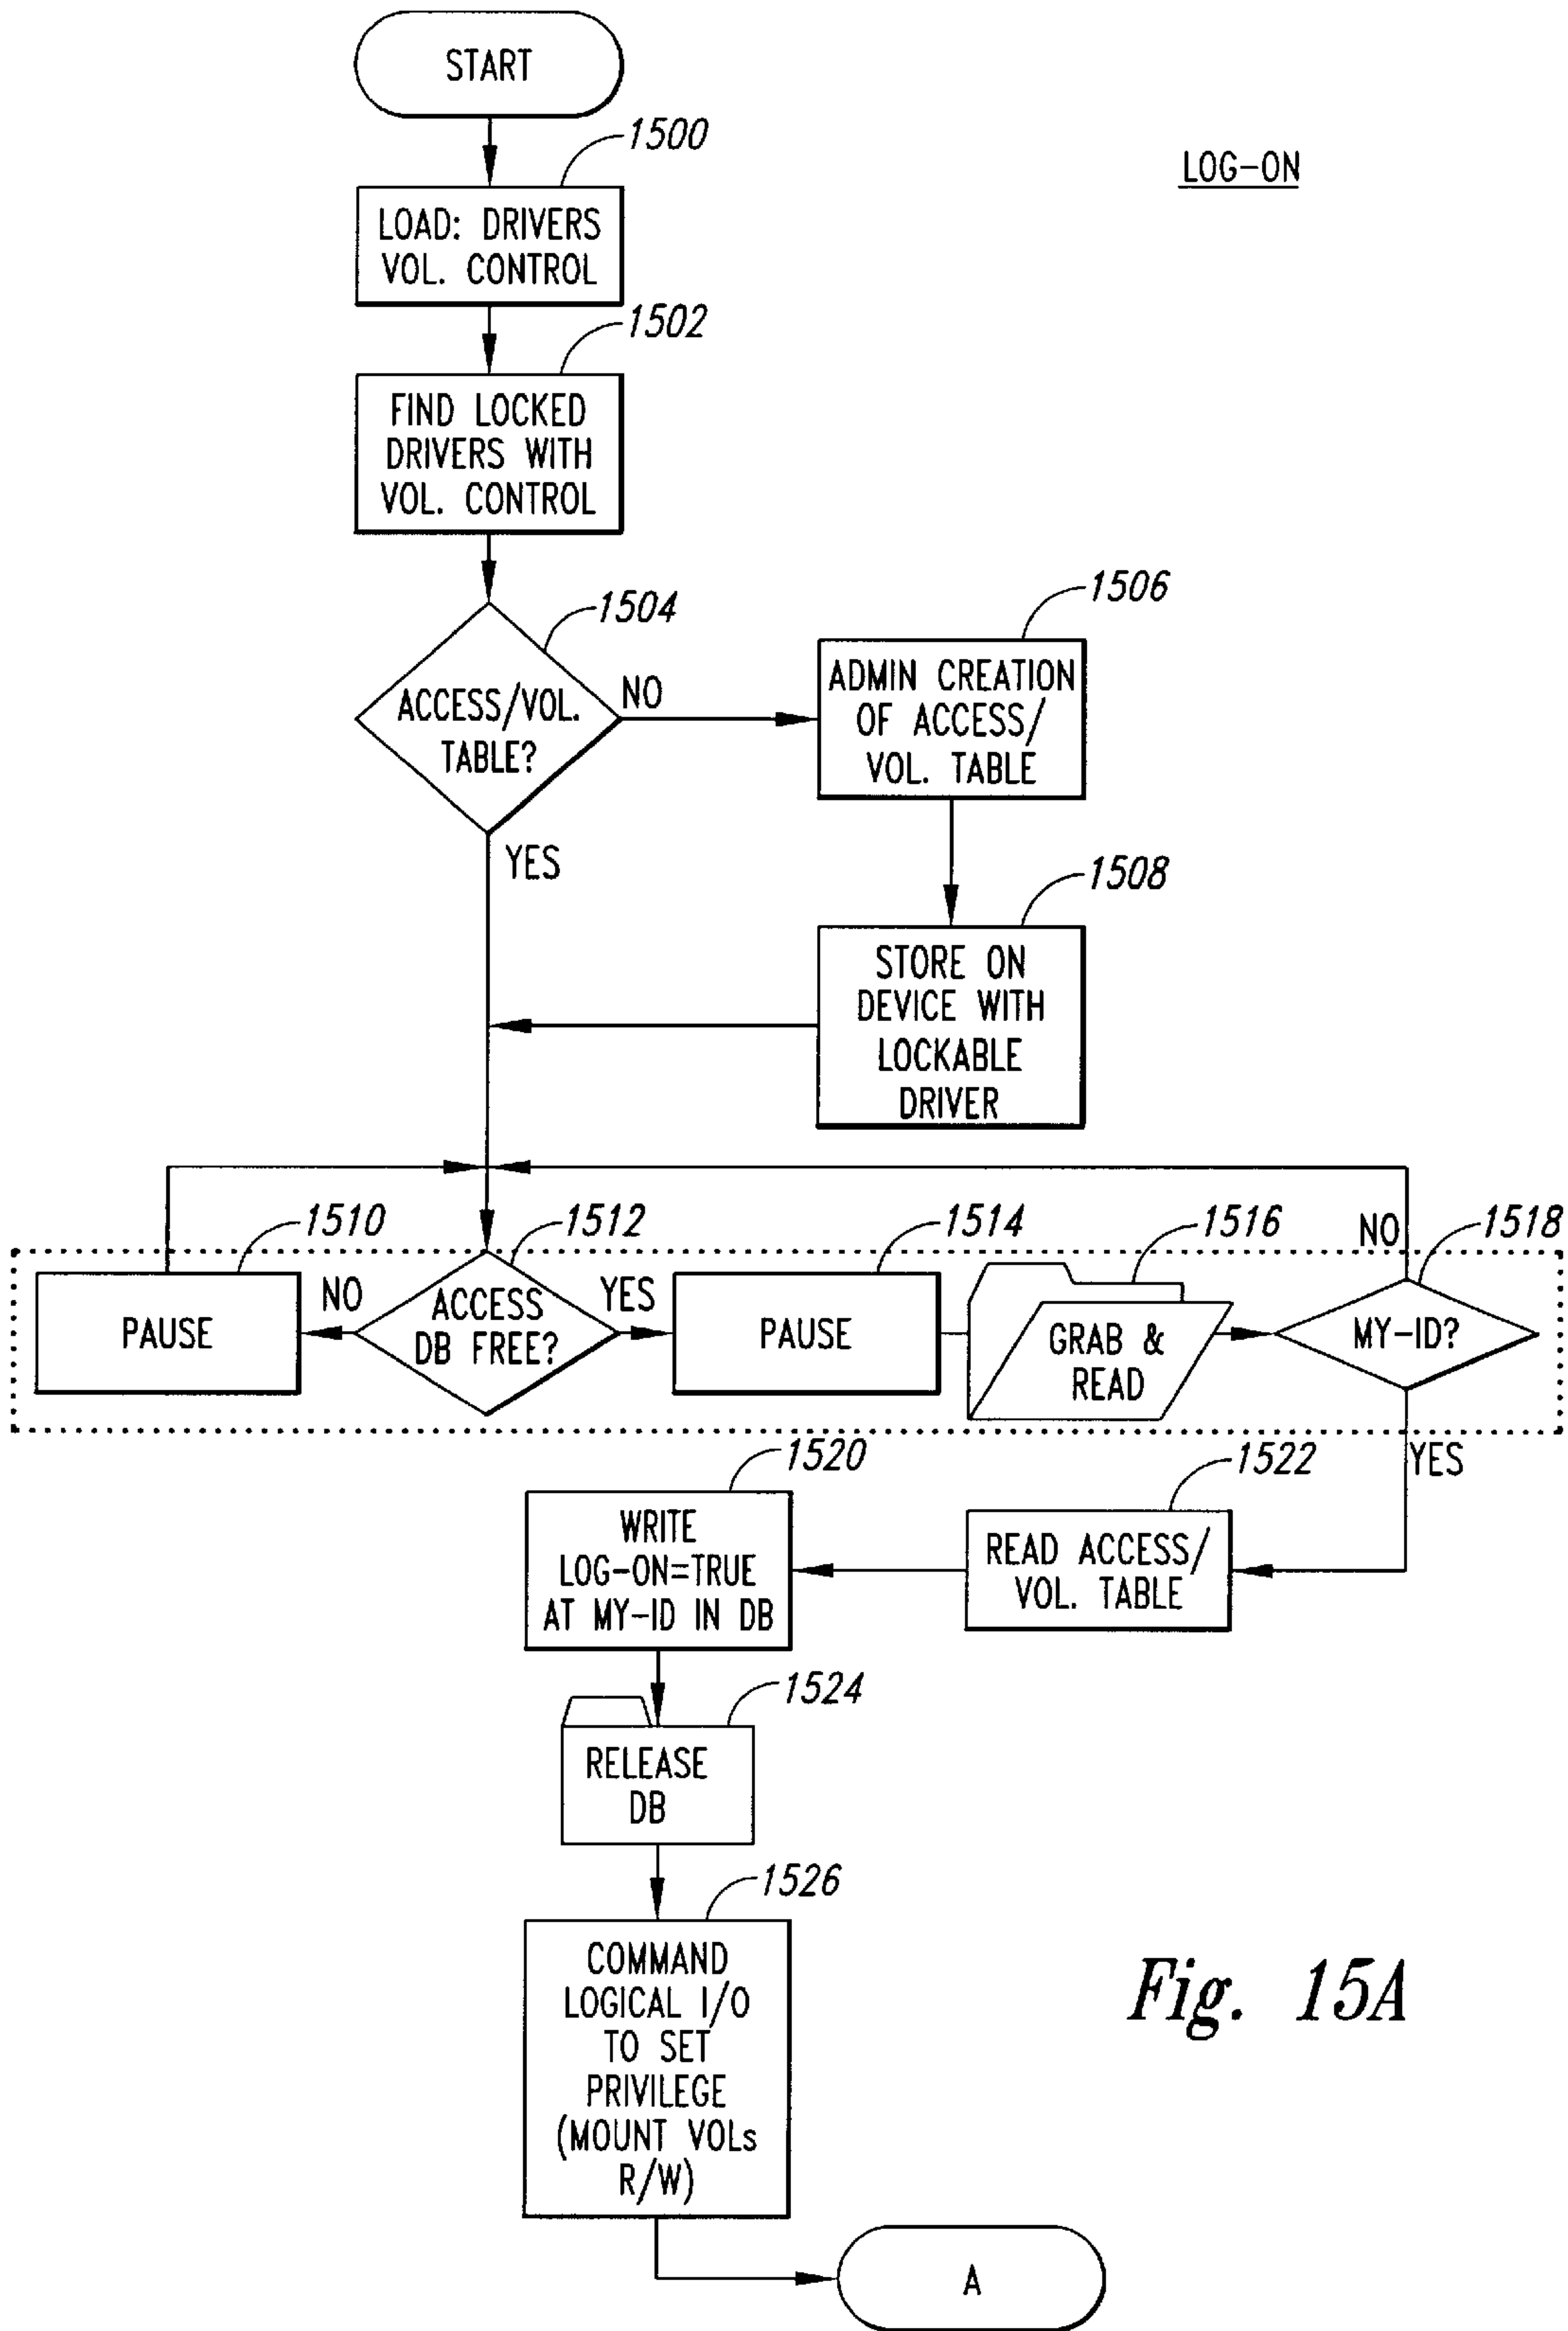 START
1500
LOG-ON
LOAD: DRIVERS
VOL. CONTROL
1502
FIND LOCKED
DRIVERS WITH
VOL. CONTROL
1504
ACCESS/VOL.
TABLE?
NO
YES
1506
ADMIN CREATION
OF ACCESS/
VOL. TABLE
1508
STORE ON
DEVICE WITH
LOCKABLE
DRIVER
1510
PAUSE
NO
1512
ACCESS
DB FREE?
YES
1514
PAUSE
1516
GRAB &
READ
NO
1518
MY-ID?
YES
1522
READ ACCESS/
VOL. TABLE
1520
WRITE
LOG-ON=TRUE
AT MY-ID IN DB
1524
RELEASE
DB
1526
COMMAND
LOGICAL I/O
TO SET
PRIVILEGE
(MOUNT VOLs
R/W)
A
Fig. 15A